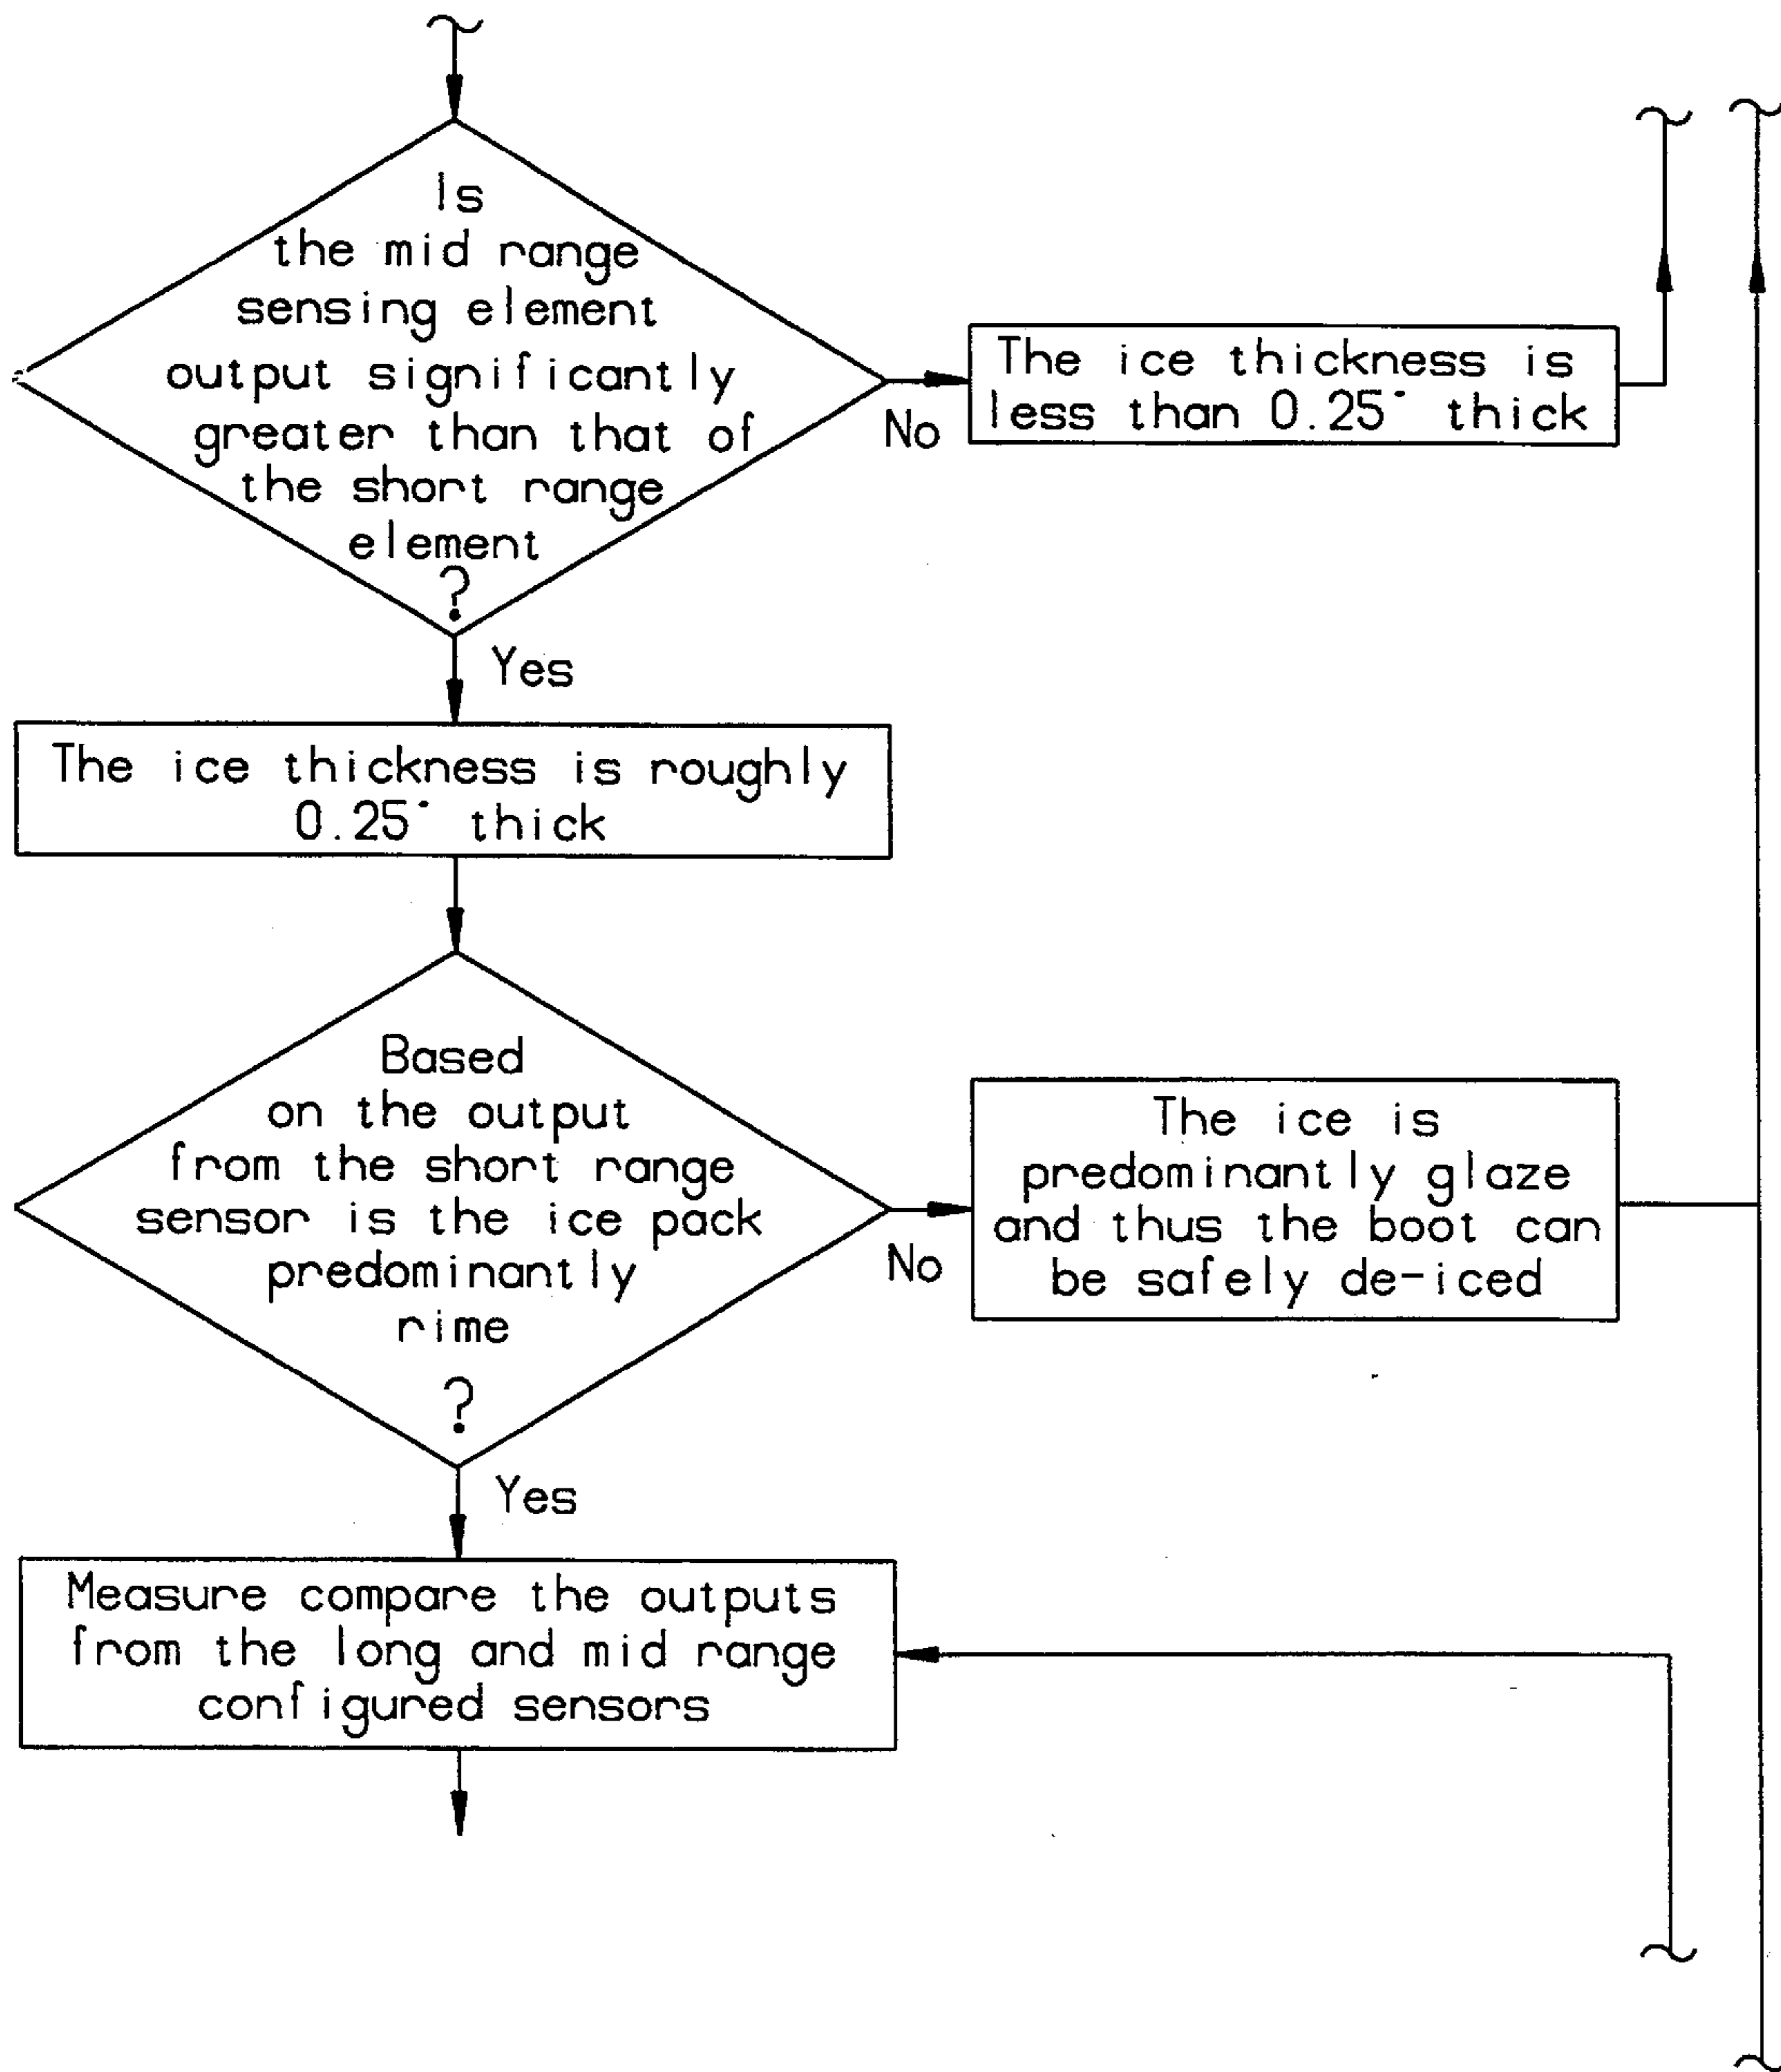 Is
the mid range
sensing element
output significantly
greater than that of
the short range
element
?
No
The ice thickness is
less than 0.25" thick
Yes
The ice thickness is roughly
0.25" thick
Based
on the output
from the short range
sensor is the ice pack
predominantly
rime
?
No
The ice is
predominantly glaze
and thus the boot can
be safely de-iced
Yes
Measure compare the outputs
from the long and mid range
configured sensors